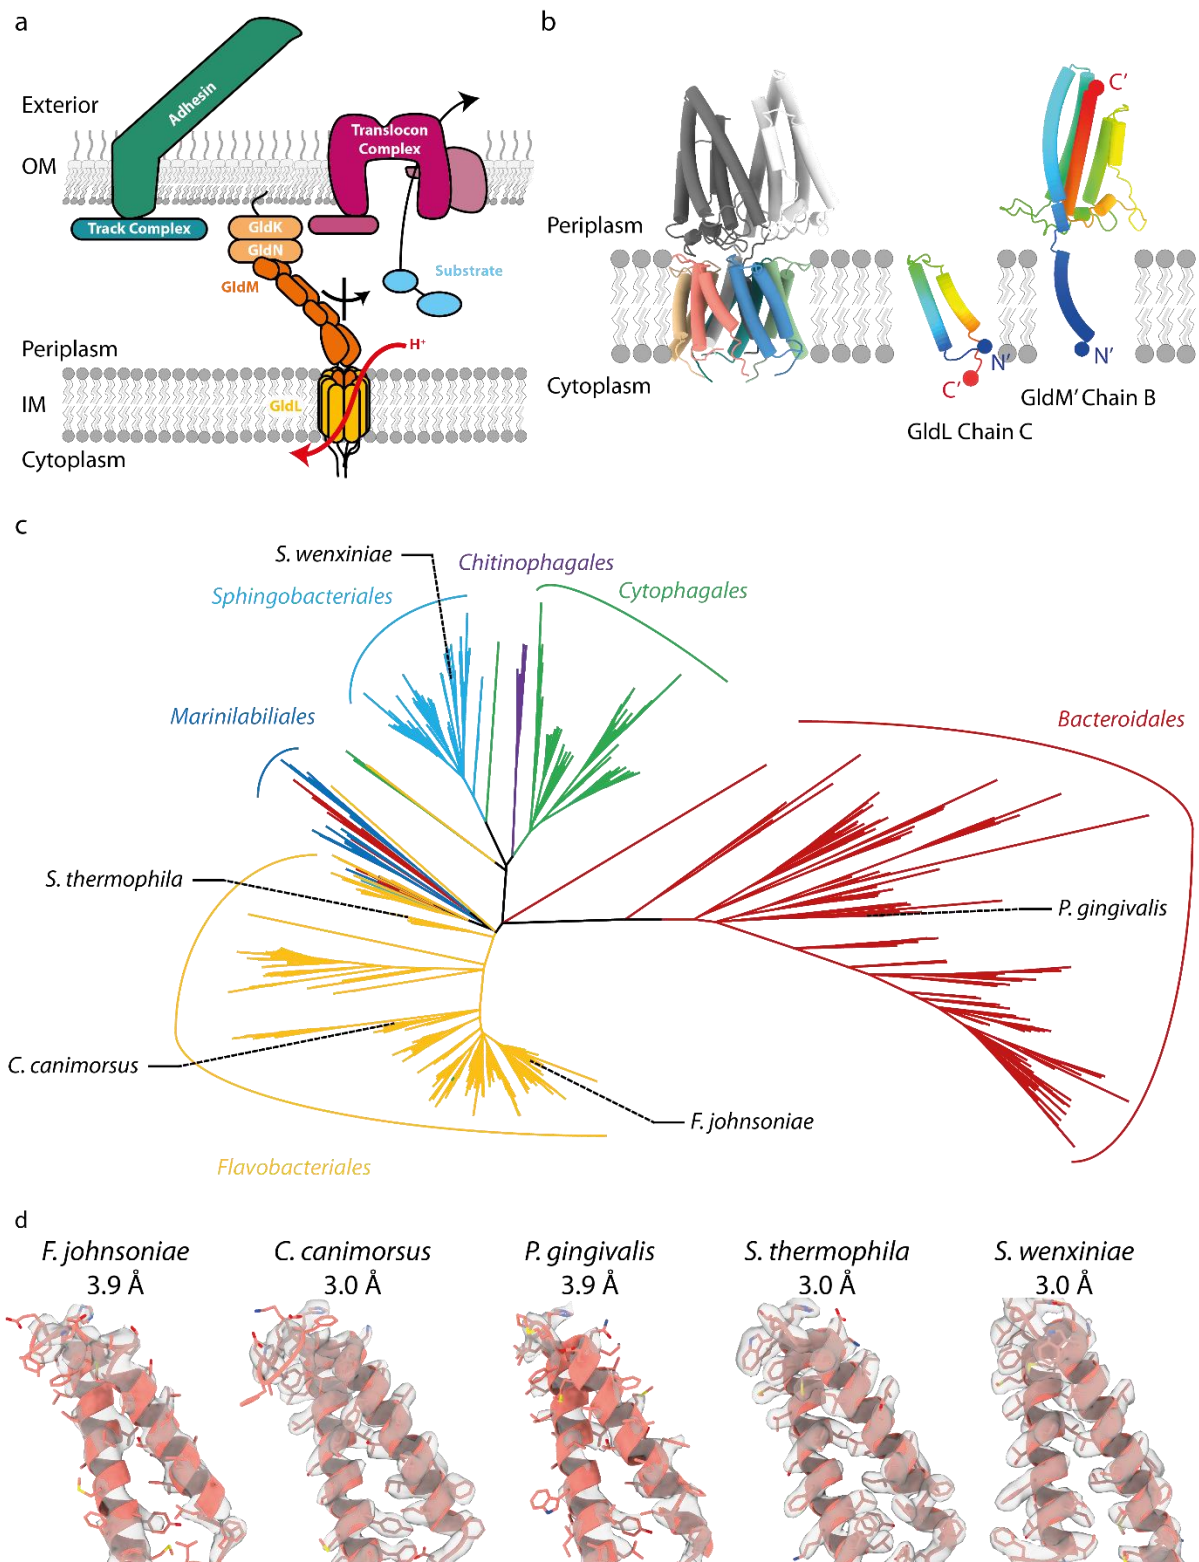 a
Exterior
OM
Adhesin
Translocon
Complex
Track Complex
GldK
GldN
GldM
Substrate
H⁺
Periplasm
IM
GldL
Cytoplasm
b
Periplasm
Cytoplasm
C′
N′
C′
N′
GldM′ Chain B
GldL Chain C
c
S. wenxiniae
Chitinophagales
Sphingobacteriales
Cytophagales
Marinilabiliales
Bacteroidales
S. thermophila
P. gingivalis
C. canimorsus
F. johnsoniae
Flavobacteriales
d
F. johnsoniae
3.9 Å
C. canimorsus
3.0 Å
P. gingivalis
3.9 Å
S. thermophila
3.0 Å
S. wenxiniae
3.0 Å